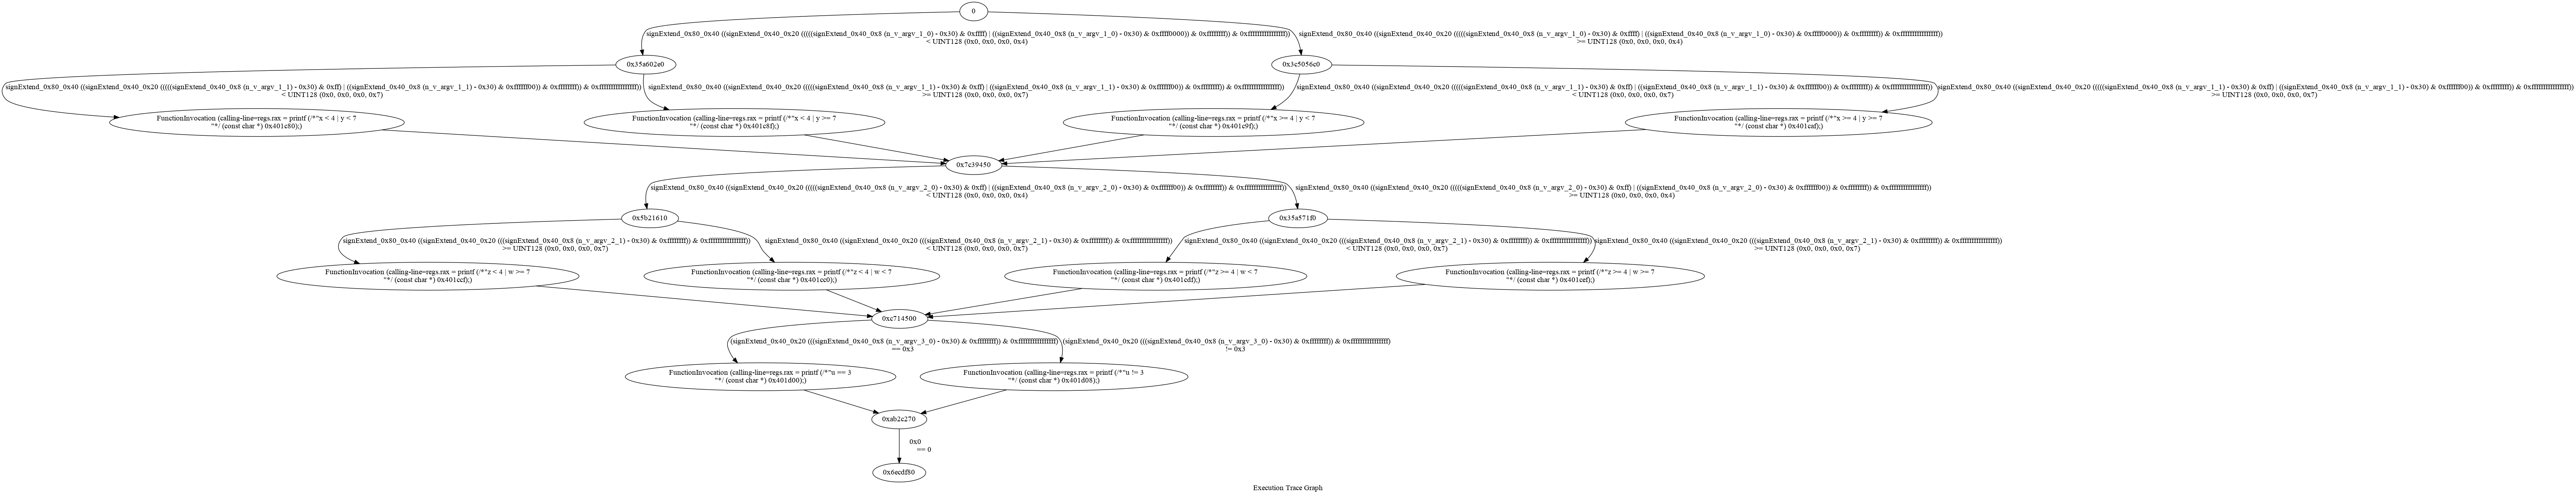 0
signExtend_0x80_0x40 ((signExtend_0x40_0x20 (((((signExtend_0x40_0x8 (n_v_argv_1_0) - 0x30) & 0xffff) | ((signExtend_0x40_0x8 (n_v_argv_1_0) - 0x30) & 0xffff0000)) & 0xffffffff)) & 0xffffffffffffffff))
< UINT128 (0x0, 0x0, 0x0, 0x4)
signExtend_0x80_0x40 ((signExtend_0x40_0x20 (((((signExtend_0x40_0x8 (n_v_argv_1_0) - 0x30) & 0xffff) | ((signExtend_0x40_0x8 (n_v_argv_1_0) - 0x30) & 0xffff0000)) & 0xffffffff)) & 0xffffffffffffffff))
>= UINT128 (0x0, 0x0, 0x0, 0x4)
0x35a602e0
0x3c5056c0
signExtend_0x80_0x40 ((signExtend_0x40_0x20 (((((signExtend_0x40_0x8 (n_v_argv_1_1) - 0x30) & 0xff) | ((signExtend_0x40_0x8 (n_v_argv_1_1) - 0x30) & 0xffffff00)) & 0xffffffff)) & 0xffffffffffffffff))
< UINT128 (0x0, 0x0, 0x0, 0x7)
signExtend_0x80_0x40 ((signExtend_0x40_0x20 (((((signExtend_0x40_0x8 (n_v_argv_1_1) - 0x30) & 0xff) | ((signExtend_0x40_0x8 (n_v_argv_1_1) - 0x30) & 0xffffff00)) & 0xffffffff)) & 0xffffffffffffffff))
>= UINT128 (0x0, 0x0, 0x0, 0x7)
signExtend_0x80_0x40 ((signExtend_0x40_0x20 (((((signExtend_0x40_0x8 (n_v_argv_1_1) - 0x30) & 0xff) | ((signExtend_0x40_0x8 (n_v_argv_1_1) - 0x30) & 0xffffff00)) & 0xffffffff)) & 0xffffffffffffffff))
< UINT128 (0x0, 0x0, 0x0, 0x7)
signExtend_0x80_0x40 ((signExtend_0x40_0x20 (((((signExtend_0x40_0x8 (n_v_argv_1_1) - 0x30) & 0xff) | ((signExtend_0x40_0x8 (n_v_argv_1_1) - 0x30) & 0xffffff00)) & 0xffffffff)) & 0xffffffffffffffff))
>= UINT128 (0x0, 0x0, 0x0, 0x7)
FunctionInvocation (calling-line=regs.rax = printf (/*"x < 4 | y < 7
"*/ (const char *) 0x401c80);)
FunctionInvocation (calling-line=regs.rax = printf (/*"x < 4 | y >= 7
"*/ (const char *) 0x401c8f);)
FunctionInvocation (calling-line=regs.rax = printf (/*"x >= 4 | y < 7
"*/ (const char *) 0x401c9f);)
FunctionInvocation (calling-line=regs.rax = printf (/*"x >= 4 | y >= 7
"*/ (const char *) 0x401caf);)
0x7c39450
signExtend_0x80_0x40 ((signExtend_0x40_0x20 (((((signExtend_0x40_0x8 (n_v_argv_2_0) - 0x30) & 0xff) | ((signExtend_0x40_0x8 (n_v_argv_2_0) - 0x30) & 0xffffff00)) & 0xffffffff)) & 0xffffffffffffffff))
< UINT128 (0x0, 0x0, 0x0, 0x4)
signExtend_0x80_0x40 ((signExtend_0x40_0x20 (((((signExtend_0x40_0x8 (n_v_argv_2_0) - 0x30) & 0xff) | ((signExtend_0x40_0x8 (n_v_argv_2_0) - 0x30) & 0xffffff00)) & 0xffffffff)) & 0xffffffffffffffff))
>= UINT128 (0x0, 0x0, 0x0, 0x4)
0x5b21610
0x35a571f0
signExtend_0x80_0x40 ((signExtend_0x40_0x20 (((signExtend_0x40_0x8 (n_v_argv_2_1) - 0x30) & 0xffffffff)) & 0xffffffffffffffff))
>= UINT128 (0x0, 0x0, 0x0, 0x7)
signExtend_0x80_0x40 ((signExtend_0x40_0x20 (((signExtend_0x40_0x8 (n_v_argv_2_1) - 0x30) & 0xffffffff)) & 0xffffffffffffffff))
< UINT128 (0x0, 0x0, 0x0, 0x7)
signExtend_0x80_0x40 ((signExtend_0x40_0x20 (((signExtend_0x40_0x8 (n_v_argv_2_1) - 0x30) & 0xffffffff)) & 0xffffffffffffffff))
< UINT128 (0x0, 0x0, 0x0, 0x7)
signExtend_0x80_0x40 ((signExtend_0x40_0x20 (((signExtend_0x40_0x8 (n_v_argv_2_1) - 0x30) & 0xffffffff)) & 0xffffffffffffffff))
>= UINT128 (0x0, 0x0, 0x0, 0x7)
FunctionInvocation (calling-line=regs.rax = printf (/*"z < 4 | w >= 7
"*/ (const char *) 0x401ccf);)
FunctionInvocation (calling-line=regs.rax = printf (/*"z < 4 | w < 7
"*/ (const char *) 0x401cc0);)
FunctionInvocation (calling-line=regs.rax = printf (/*"z >= 4 | w < 7
"*/ (const char *) 0x401cdf);)
FunctionInvocation (calling-line=regs.rax = printf (/*"z >= 4 | w >= 7
"*/ (const char *) 0x401cef);)
0xc714500
(signExtend_0x40_0x20 (((signExtend_0x40_0x8 (n_v_argv_3_0) - 0x30) & 0xffffffff)) & 0xffffffffffffffff)
== 0x3
(signExtend_0x40_0x20 (((signExtend_0x40_0x8 (n_v_argv_3_0) - 0x30) & 0xffffffff)) & 0xffffffffffffffff)
!= 0x3
FunctionInvocation (calling-line=regs.rax = printf (/*"u == 3
"*/ (const char *) 0x401d00);)
FunctionInvocation (calling-line=regs.rax = printf (/*"u != 3
"*/ (const char *) 0x401d08);)
0xab2c270
0x0
== 0
0x6ecdf80
Execution Trace Graph